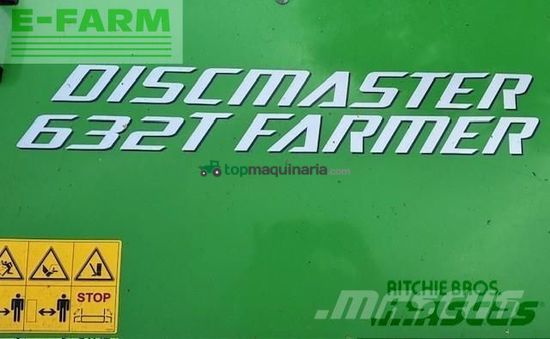 E-FARM
DISCMASTER
632T FARMER
topmaquinaria.com
STOP
RITCHIE BROS
MASCUS